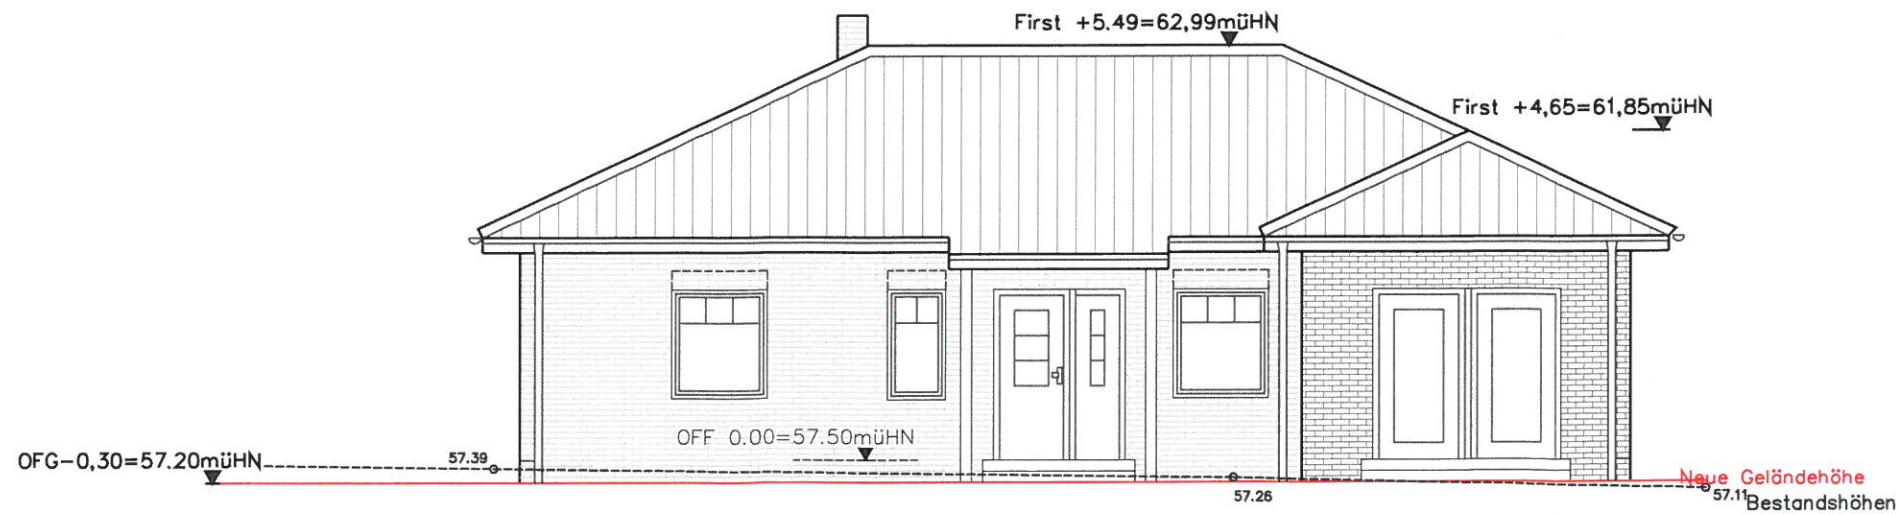 First +5.49=62,99müHN
First +4,65=61,85müHN
OFF 0.00=57.50müHN
OFG-0,30=57.20müHN
57.39
Neue Geländehöhe
57.26
57.11
Bestandshöhen